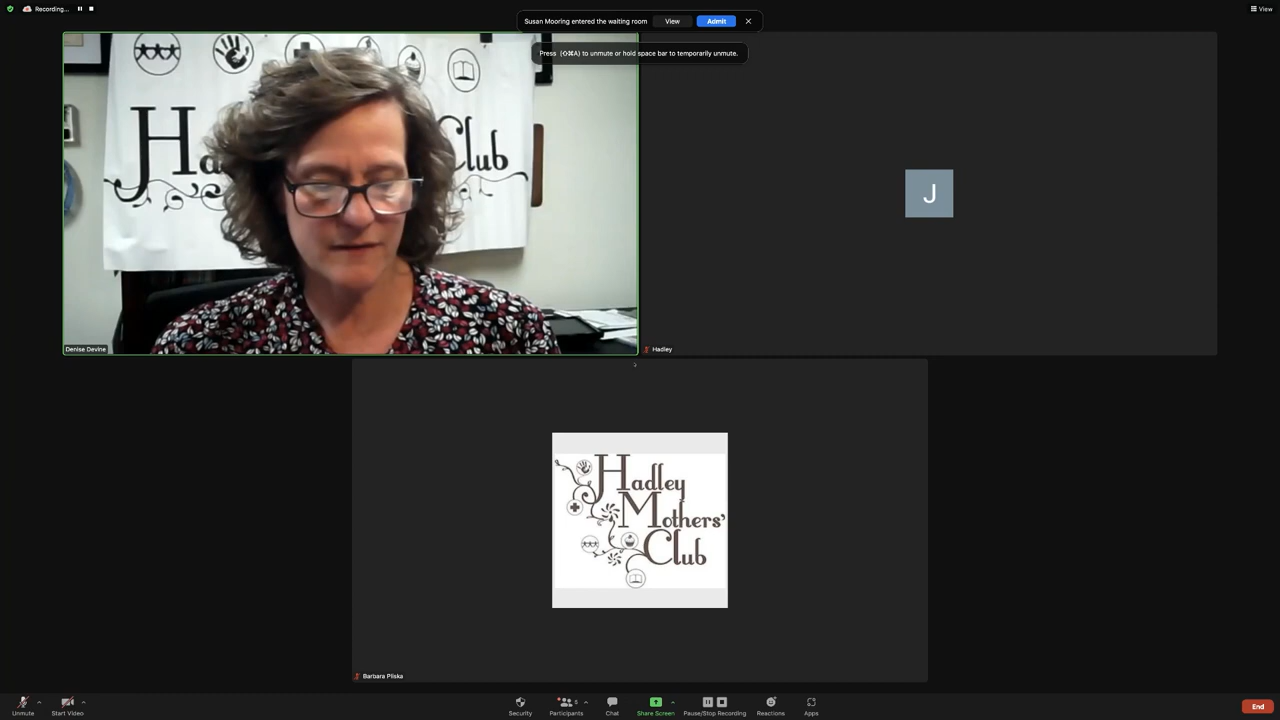 Recording...
View
Susan Mooring entered the waiting room View Admit
Press (⇧⌘A) to unmute or hold space bar to temporarily unmute.
Club
Denise Devine
J
Hadley
Hadley
Mothers'
Club
Barbara Pliska
Unmute
Start Video
Security
Participants
Chat
Share Screen
Pause/Stop Recording
Reactions
Apps
End